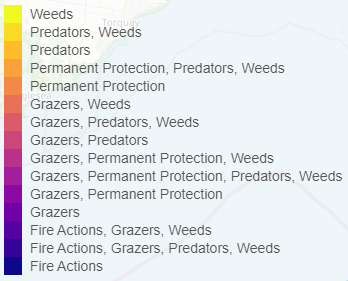 Torquay
Weeds
Predators, Weeds
Predators
Permanent Protection, Predators, Weeds
Permanent Protection
Grazers, Weeds
Grazers, Predators, Weeds
Grazers, Predators
Grazers, Permanent Protection, Weeds
Grazers, Permanent Protection, Predators, Weeds
Grazers, Permanent Protection
Grazers
Fire Actions, Grazers, Weeds
Fire Actions, Grazers, Predators, Weeds
Fire Actions